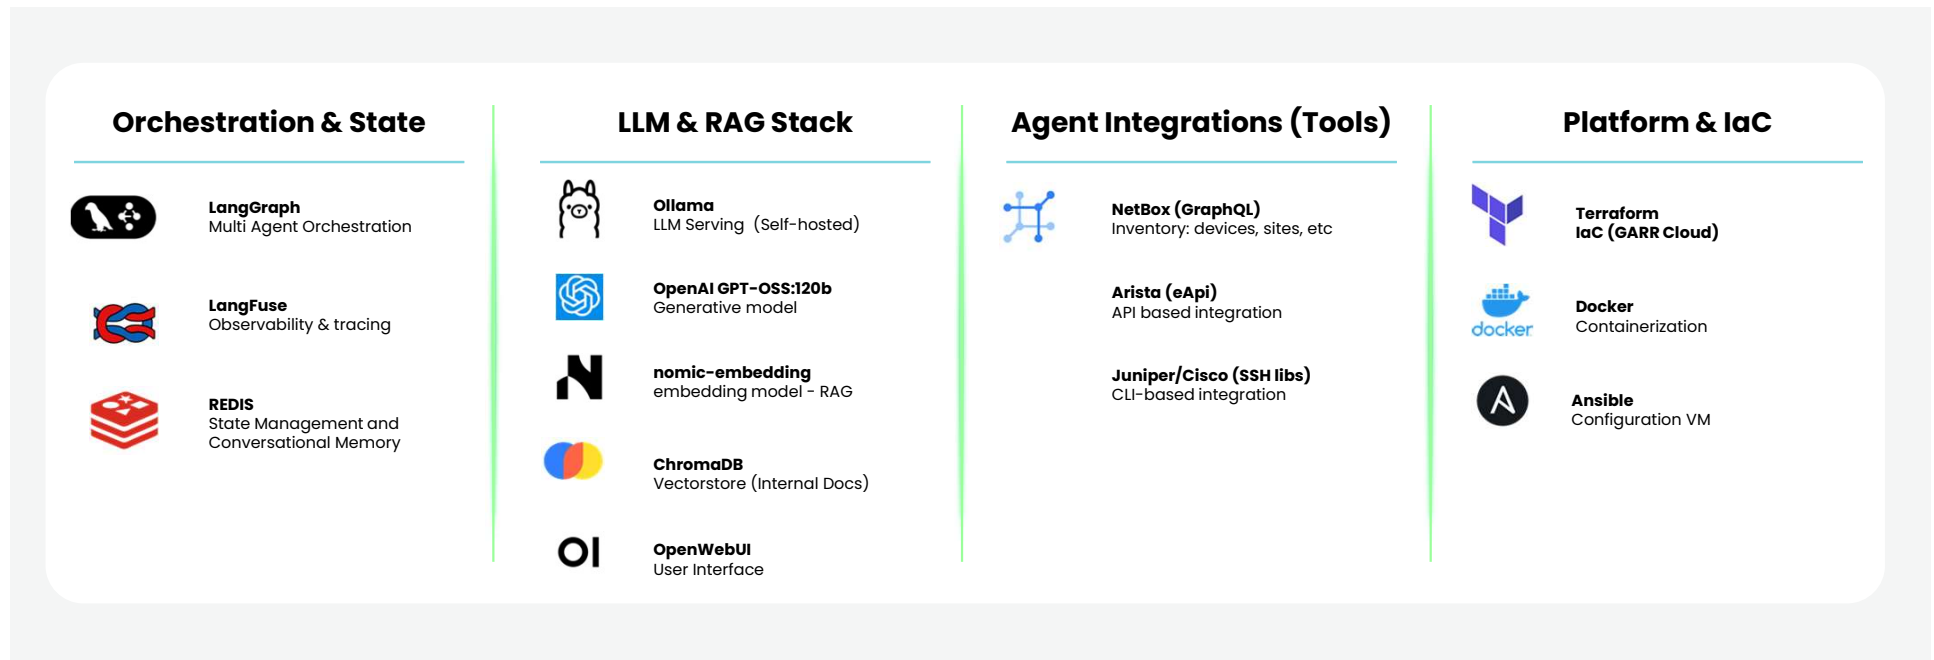 Orchestration & State
LangGraph
Multi Agent Orchestration
LangFuse
Observability & tracing
REDIS
State Management and
Conversational Memory
LLM & RAG Stack
Ollama
LLM Serving  (Self-hosted)
OpenAI GPT-OSS:120b
Generative model
nomic-embedding
embedding model - RAG
ChromaDB
Vectorstore (Internal Docs)
OI
OpenWebUI
User Interface
Agent Integrations (Tools)
NetBox (GraphQL)
Inventory: devices, sites, etc
Arista (eApi)
API based integration
Juniper/Cisco (SSH libs)
CLI-based integration
Platform & IaC
Terraform
IaC (GARR Cloud)
docker
Docker
Containerization
Ansible
Configuration VM